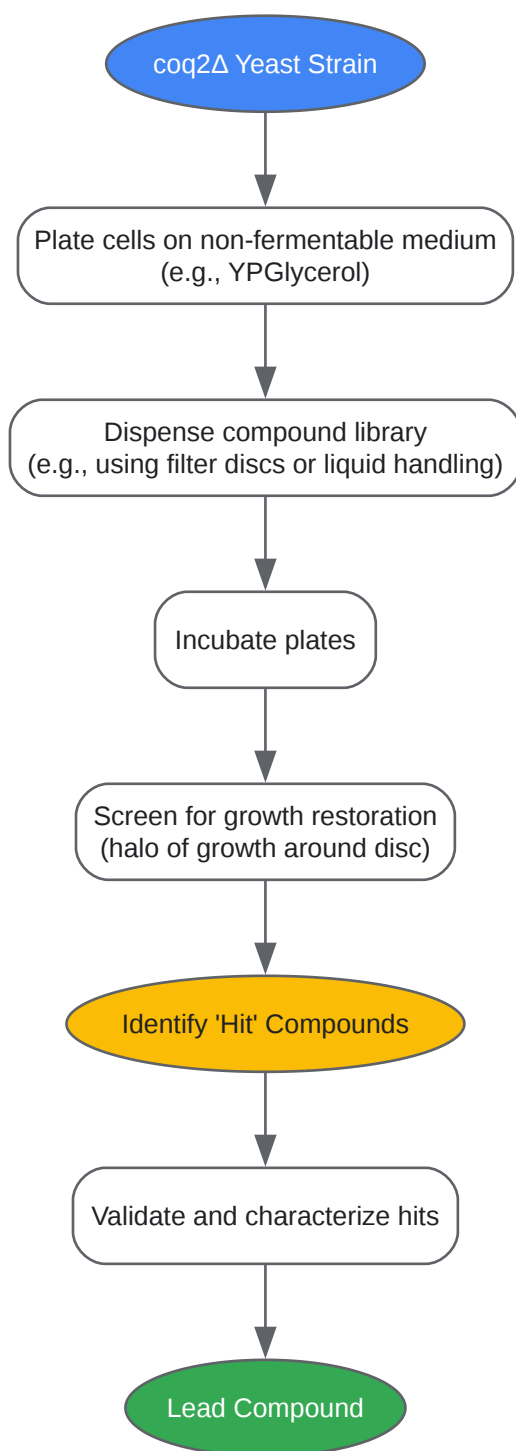 coq2Δ Yeast Strain
Plate cells on non-fermentable medium
(e.g., YPGlycerol)
Dispense compound library
(e.g., using filter discs or liquid handling)
Incubate plates
Screen for growth restoration
(halo of growth around disc)
Identify 'Hit' Compounds
Validate and characterize hits
Lead Compound